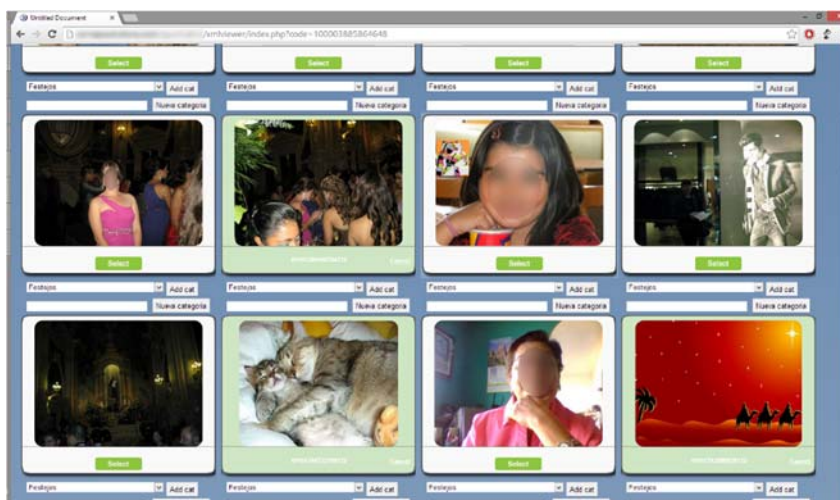 Untitled Document
/xmlviewer/index.php?code=100003885864648
Select Select Select Select
Festejos Add cat Festejos Add cat Festejos Add cat Festejos Add cat
Nueva categoria Nueva categoria Nueva categoria Nueva categoria
Select Select Select
Festejos Add cat Festejos Add cat Festejos Add cat Festejos Add cat
Nueva categoria Nueva categoria Nueva categoria Nueva categoria
Select Select
Festejos Add cat Festejos Add cat Festejos Add cat Festejos Add cat